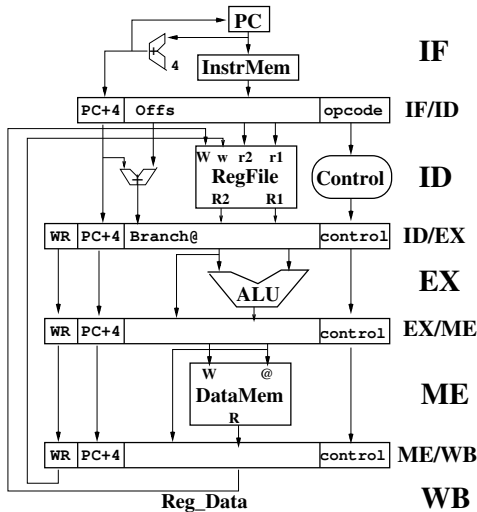 PC
IF
4
InstrMem
PC+4 Offs opcode IF/ID
W w r2 r1
RegFile
R2 R1
Control
ID
WR PC+4 Branch@ control ID/EX
ALU
EX
WR PC+4 control EX/ME
W @
DataMem
R
ME
WR PC+4 control ME/WB
Reg_Data
WB